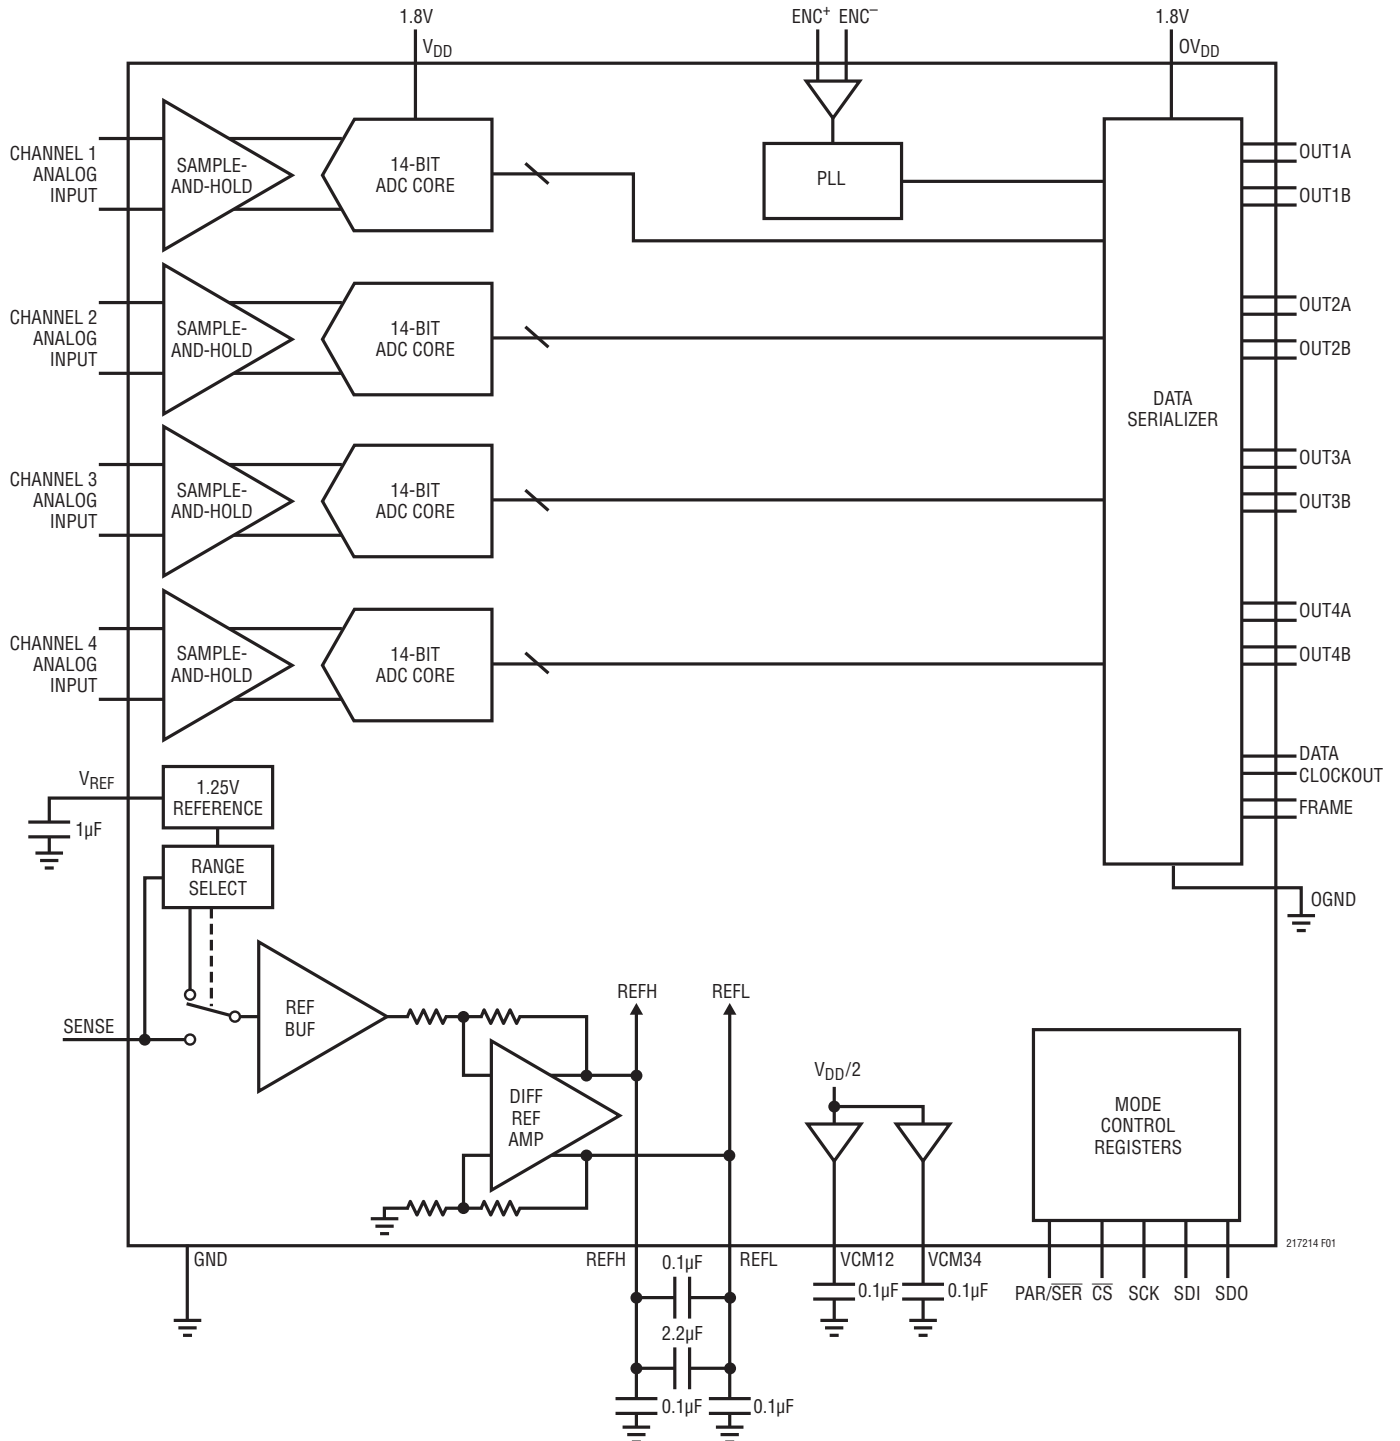 1.8V
ENC+ ENC–
1.8V
VDD
OVDD
CHANNEL 1
ANALOG
INPUT
SAMPLE-
AND-HOLD
14-BIT
ADC CORE
PLL
OUT1A
OUT1B
CHANNEL 2
ANALOG
INPUT
SAMPLE-
AND-HOLD
14-BIT
ADC CORE
OUT2A
OUT2B
DATA
SERIALIZER
CHANNEL 3
ANALOG
INPUT
SAMPLE-
AND-HOLD
14-BIT
ADC CORE
OUT3A
OUT3B
CHANNEL 4
ANALOG
INPUT
SAMPLE-
AND-HOLD
14-BIT
ADC CORE
OUT4A
OUT4B
DATA
CLOCKOUT
FRAME
VREF
1.25V
REFERENCE
1µF
RANGE
SELECT
OGND
SENSE
REF
BUF
REFH
REFL
DIFF
REF
AMP
VDD/2
MODE
CONTROL
REGISTERS
217214 F01
GND
REFH
0.1µF
REFL
VCM12
VCM34
0.1µF
0.1µF
PAR/S̅E̅R̅
C̅S̅
SCK
SDI
SDO
2.2µF
0.1µF
0.1µF